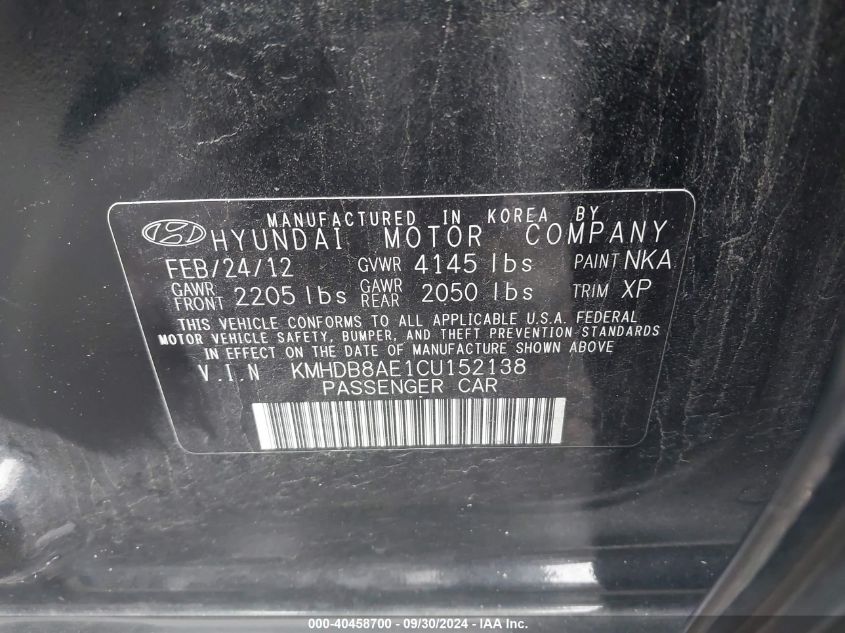 MANUFACTURED IN KOREA BY
HYUNDAI MOTOR COMPANY
FEB/24/12 GVWR 4145 lbs PAINT NKA
GAWR FRONT 2205 lbs GAWR REAR 2050 lbs TRIM XP
THIS VEHICLE CONFORMS TO ALL APPLICABLE U.S.A. FEDERAL
MOTOR VEHICLE SAFETY, BUMPER, AND THEFT PREVENTION STANDARDS
IN EFFECT ON THE DATE OF MANUFACTURE SHOWN ABOVE
V.I.N KMHDB8AE1CU152138
PASSENGER CAR
000-40458700 - 09/30/2024 - IAA Inc.